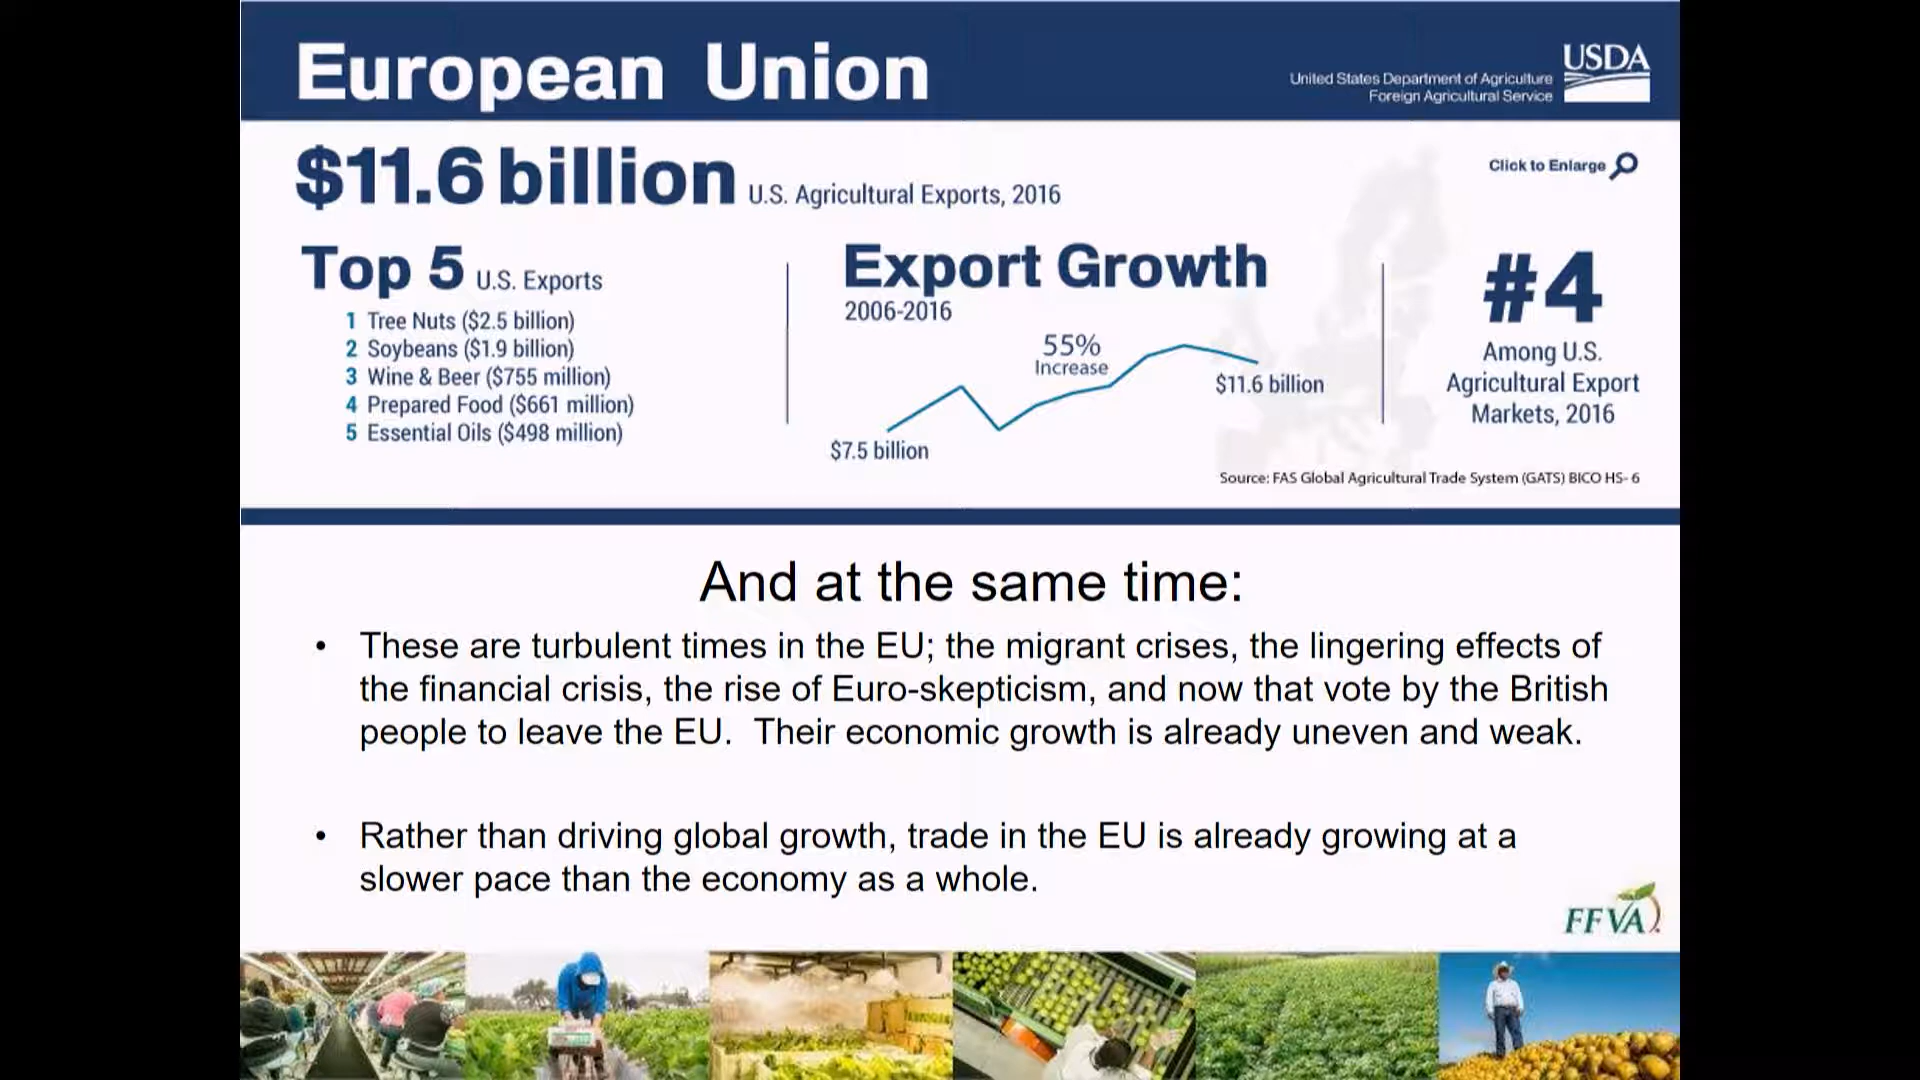 European Union
USDA
United States Department of Agriculture
Foreign Agricultural Service
$11.6 billion U.S. Agricultural Exports, 2016
Click to Enlarge
Top 5 U.S. Exports
1 Tree Nuts ($2.5 billion)
2 Soybeans ($1.9 billion)
3 Wine & Beer ($755 million)
4 Prepared Food ($661 million)
5 Essential Oils ($498 million)
Export Growth
2006-2016
55%
Increase
$11.6 billion
$7.5 billion
#4
Among U.S.
Agricultural Export
Markets, 2016
Source: FAS Global Agricultural Trade System (GATS) BICO HS- 6
And at the same time:
• These are turbulent times in the EU; the migrant crises, the lingering effects of
the financial crisis, the rise of Euro-skepticism, and now that vote by the British
people to leave the EU. Their economic growth is already uneven and weak.
• Rather than driving global growth, trade in the EU is already growing at a
slower pace than the economy as a whole.
FFVA